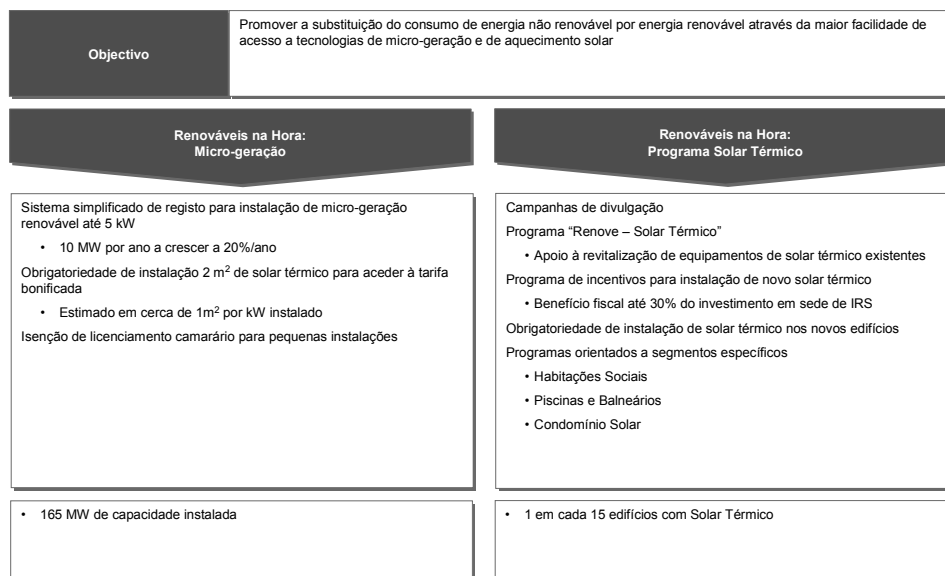 Objectivo
Promover a substituição do consumo de energia não renovável por energia renovável através da maior facilidade de
acesso a tecnologias de micro-geração e de aquecimento solar
Renováveis na Hora:
Micro-geração
Sistema simplificado de registo para instalação de micro-geração
renovável até 5 kW
• 10 MW por ano a crescer a 20%/ano
Obrigatoriedade de instalação 2 m² de solar térmico para aceder à tarifa
bonificada
• Estimado em cerca de 1m² por kW instalado
Isenção de licenciamento camarário para pequenas instalações
• 165 MW de capacidade instalada
Renováveis na Hora:
Programa Solar Térmico
Campanhas de divulgação
Programa “Renove – Solar Térmico”
• Apoio à revitalização de equipamentos de solar térmico existentes
Programa de incentivos para instalação de novo solar térmico
• Benefício fiscal até 30% do investimento em sede de IRS
Obrigatoriedade de instalação de solar térmico nos novos edifícios
Programas orientados a segmentos específicos
• Habitações Sociais
• Piscinas e Balneários
• Condomínio Solar
• 1 em cada 15 edifícios com Solar Térmico